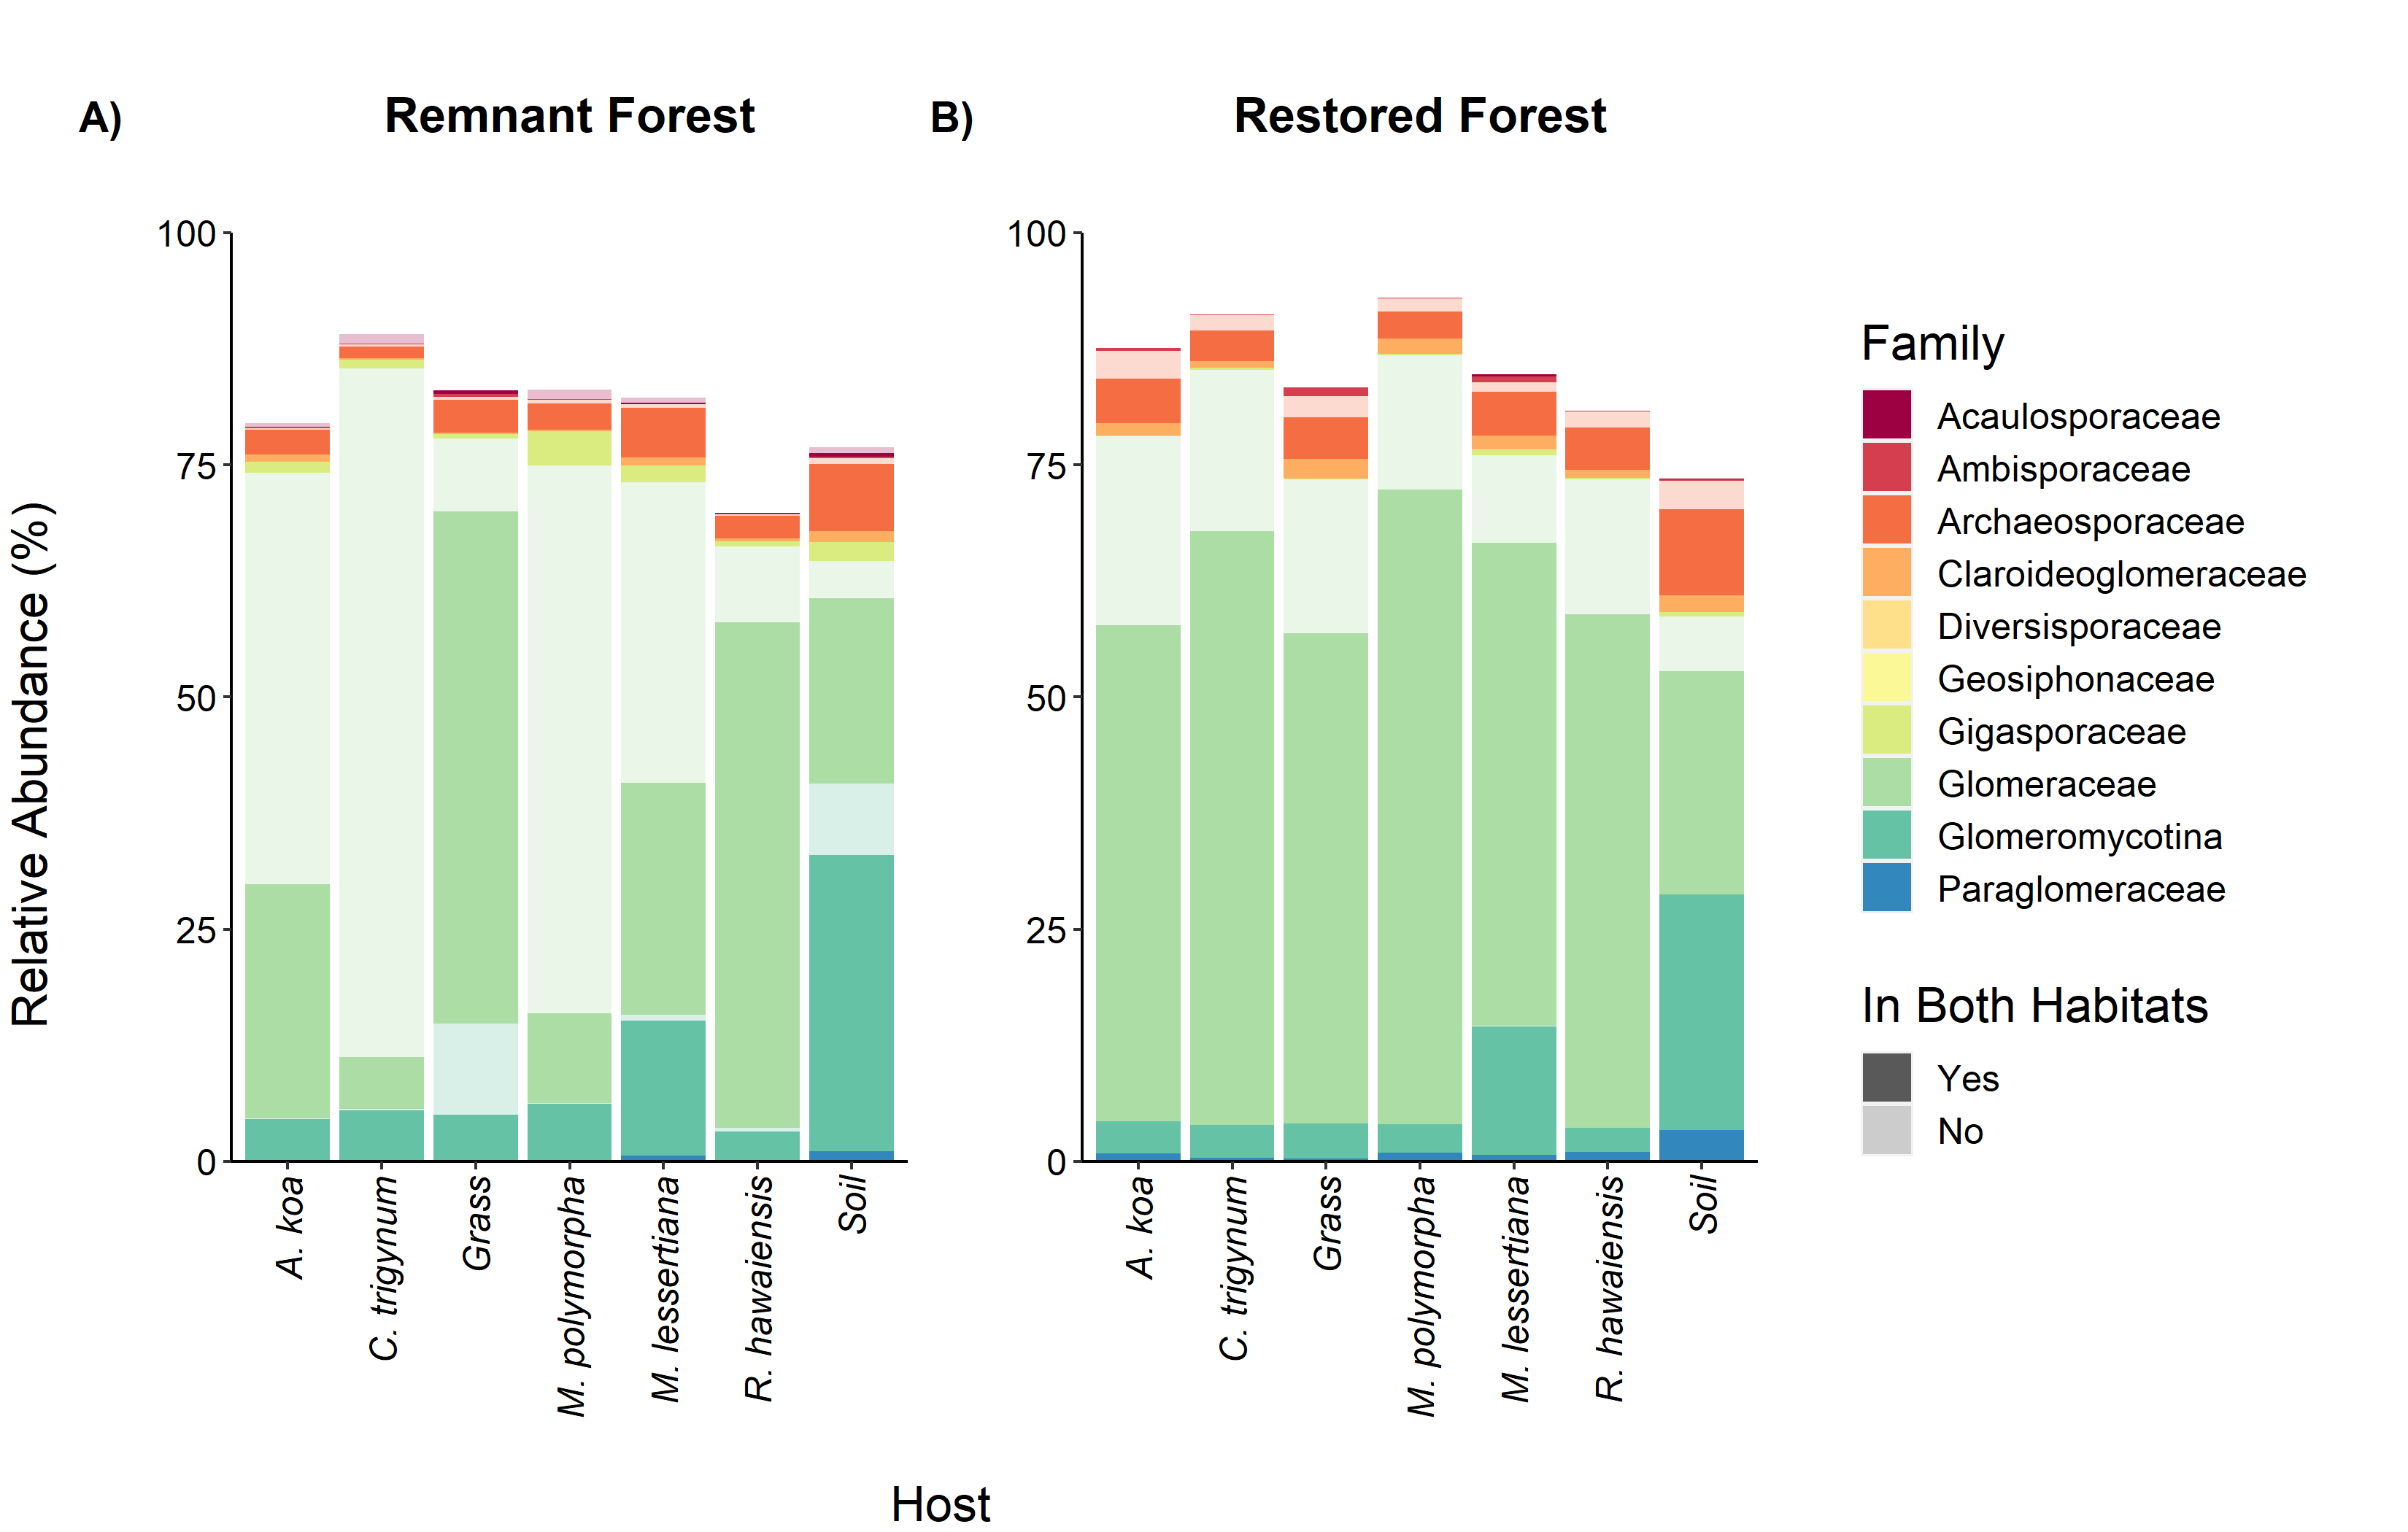 A) Remnant Forest
B) Restored Forest
Relative Abundance (%)
100
75
50
25
0
A. koa
C. trigynum
Grass
M. polymorpha
M. lessertiana
R. hawaiensis
Soil
100
75
50
25
0
A. koa
C. trigynum
Grass
M. polymorpha
M. lessertiana
R. hawaiensis
Soil
Host
Family
Acaulosporaceae
Ambisporaceae
Archaeosporaceae
Claroideoglomeraceae
Diversisporaceae
Geosiphonaceae
Gigasporaceae
Glomeraceae
Glomeromycotina
Paraglomeraceae
In Both Habitats
Yes
No